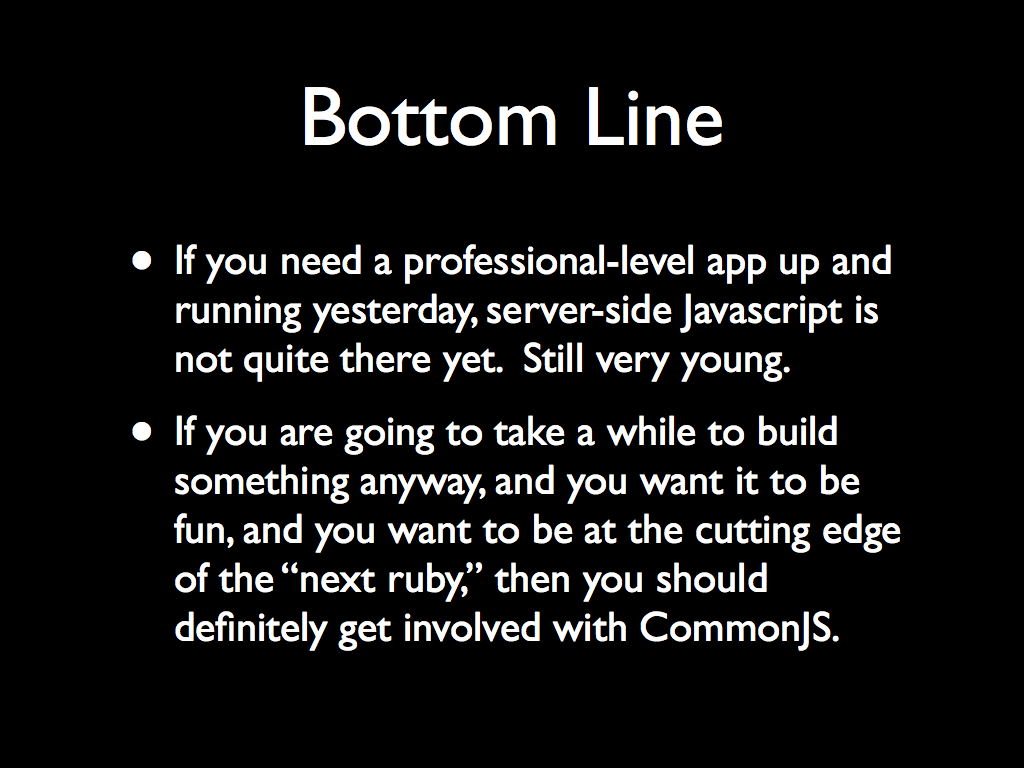 Bottom Line
• If you need a professional-level app up and
running yesterday, server-side Javascript is
not quite there yet.  Still very young.
• If you are going to take a while to build
something anyway, and you want it to be
fun, and you want to be at the cutting edge
of the “next ruby,” then you should
definitely get involved with CommonJS.